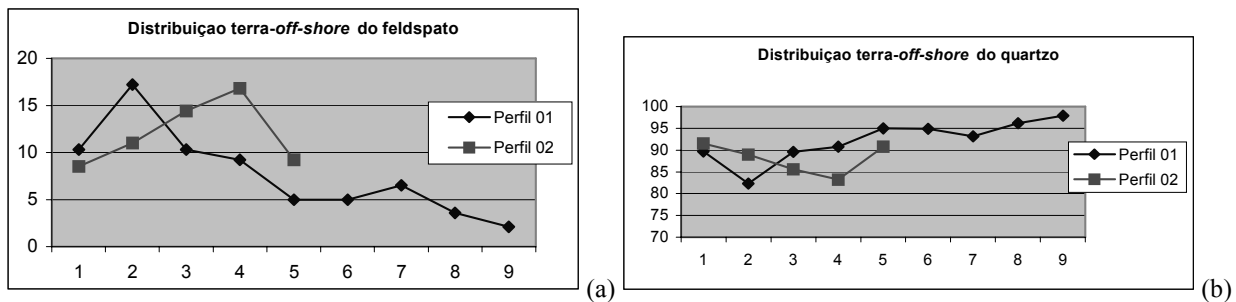 Distribuiçao terra-off-shore do feldspato
20
15
10
5
0
1 2 3 4 5 6 7 8 9
Perfil 01
Perfil 02
(a)
Distribuiçao terra-off-shore do quartzo
100
95
90
85
80
75
70
1 2 3 4 5 6 7 8 9
Perfil 01
Perfil 02
(b)